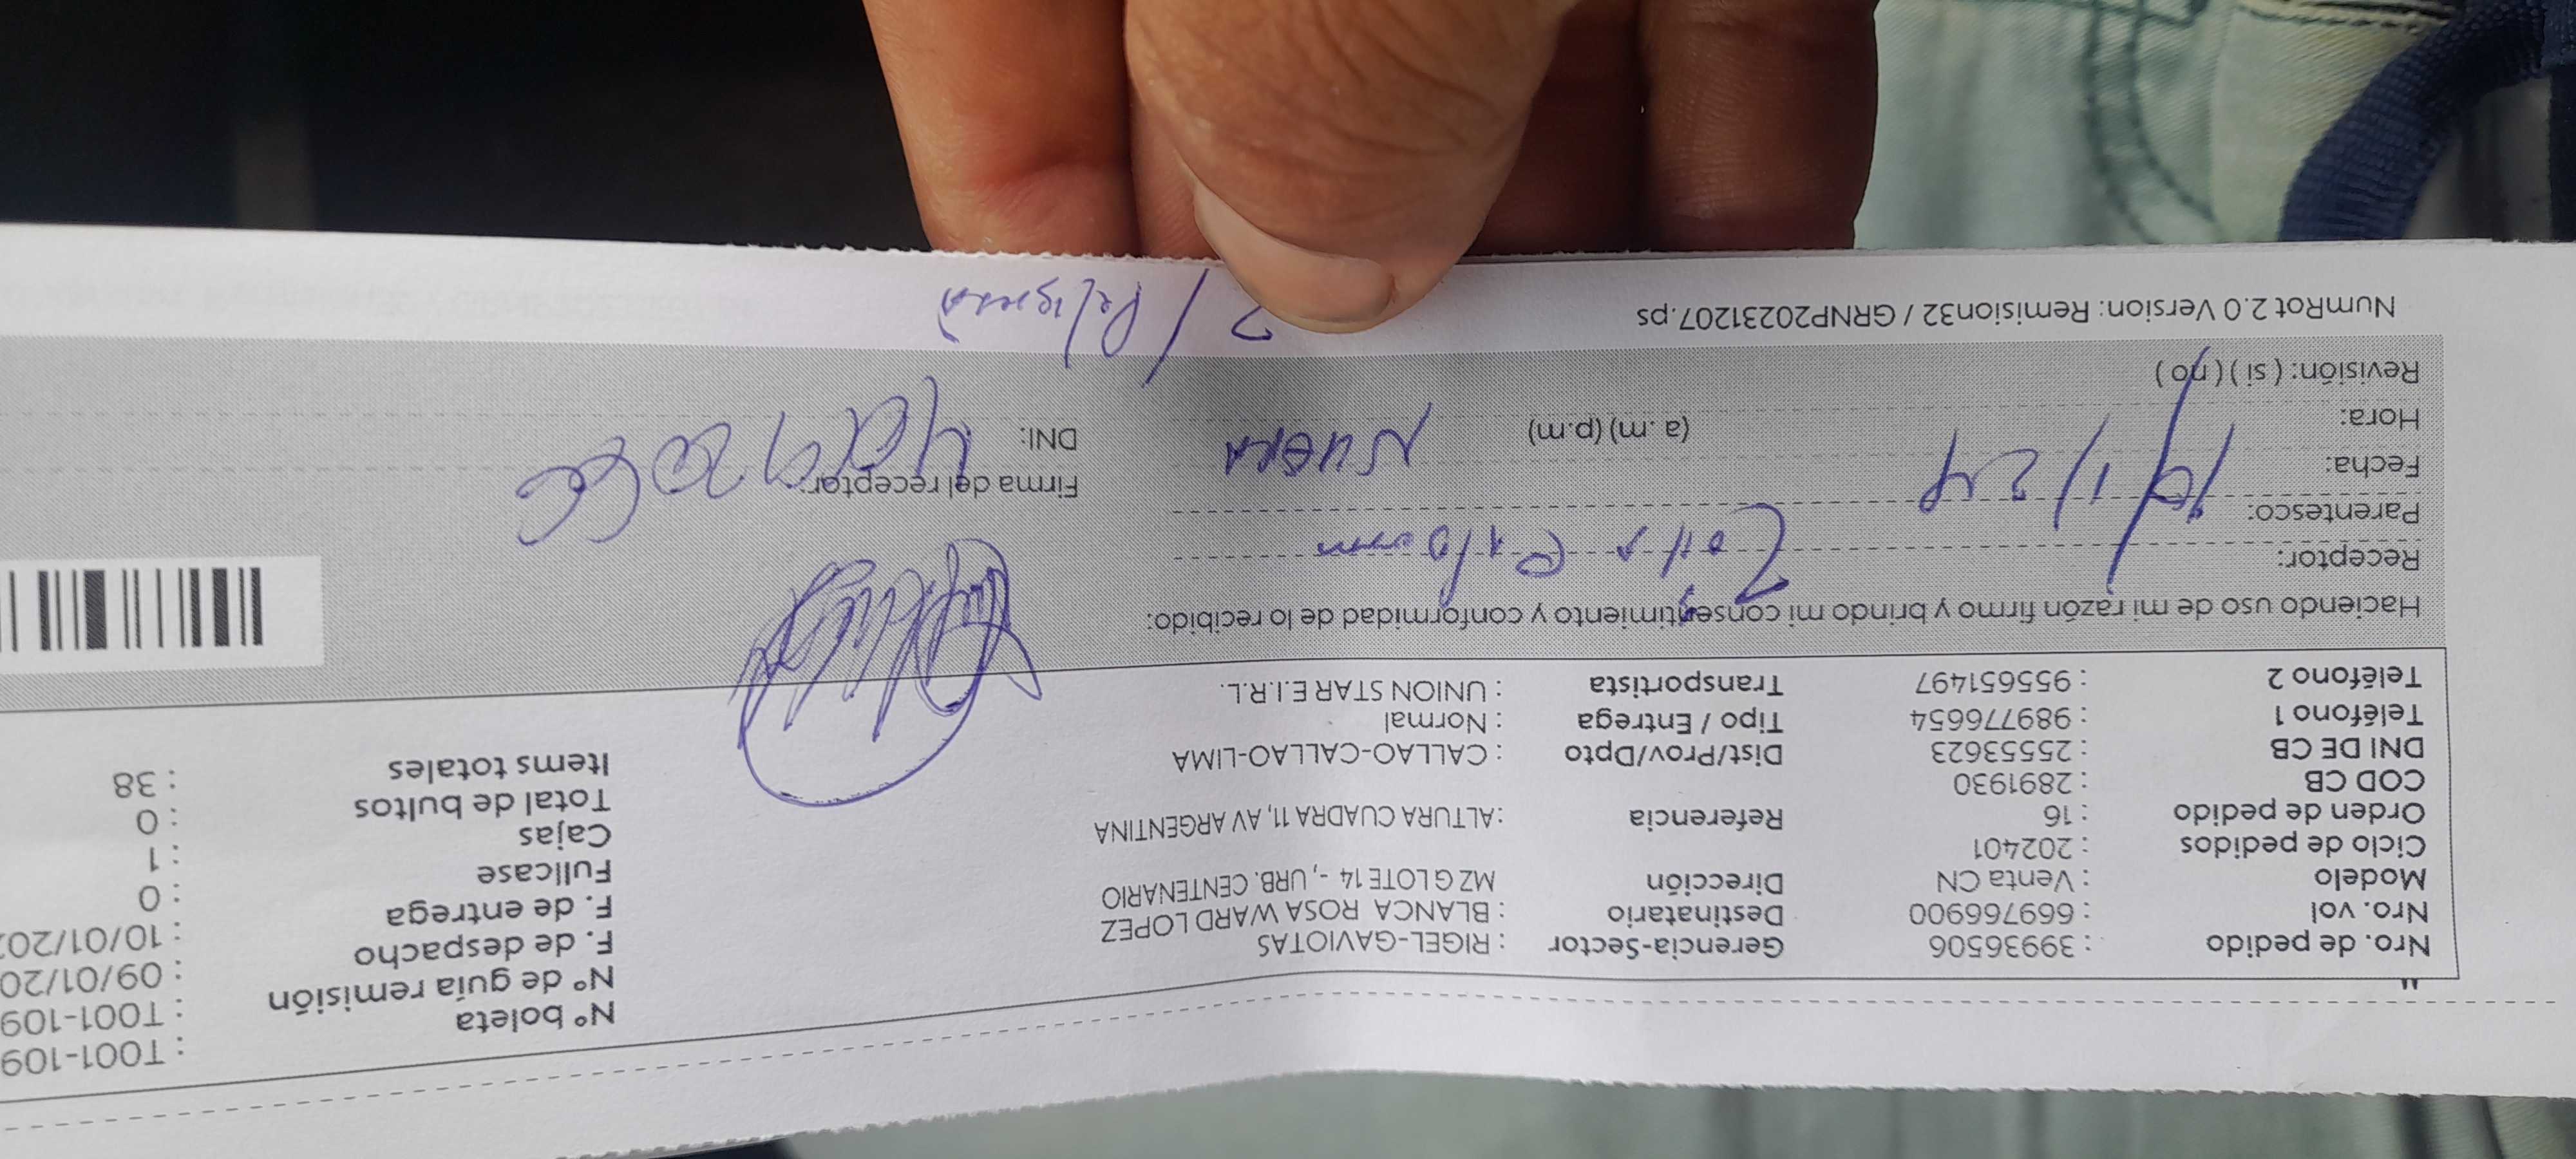 Nº boleta : T001-109
Nº de guía remisión : T001-109
F. de despacho : 09/01/20
F. de entrega : 10/01/202
Fullcase : 0
Cajas : 1
Total de bultos : 0
Items totales : 38
Nro. de pedido : 39936506
Nro. vol : 669766900
Modelo : Venta CN
Ciclo de pedidos : 202401
Orden de pedido : 16
COD CB : 2891930
DNI DE CB : 25553623
Teléfono 1 : 989776654
Teléfono 2 : 955651497
Gerencia-Sector : RIGEL-GAVIOTAS
Destinatario : BLANCA ROSA WARD LOPEZ
Dirección MZ G LOTE 14 -, URB. CENTENARIO
Referencia : ALTURA CUADRA 11, AV ARGENTINA
Dist/Prov/Dpto : CALLAO-CALLAO-LIMA
Tipo / Entrega : Normal
Transportista : UNION STAR E.I.R.L.
Haciendo uso de mi razón firmo y brindo mi consentimiento y conformidad de lo recibido:
Receptor:
Parentesco:
Fecha: 10/1/24
Hora: (a .m) (p.m) NUERA
Revisión: ( si ) ( no )
Firma del receptor:
DNI:
NumRot 2.0 Version: Remision32 / GRNP20231207.ps